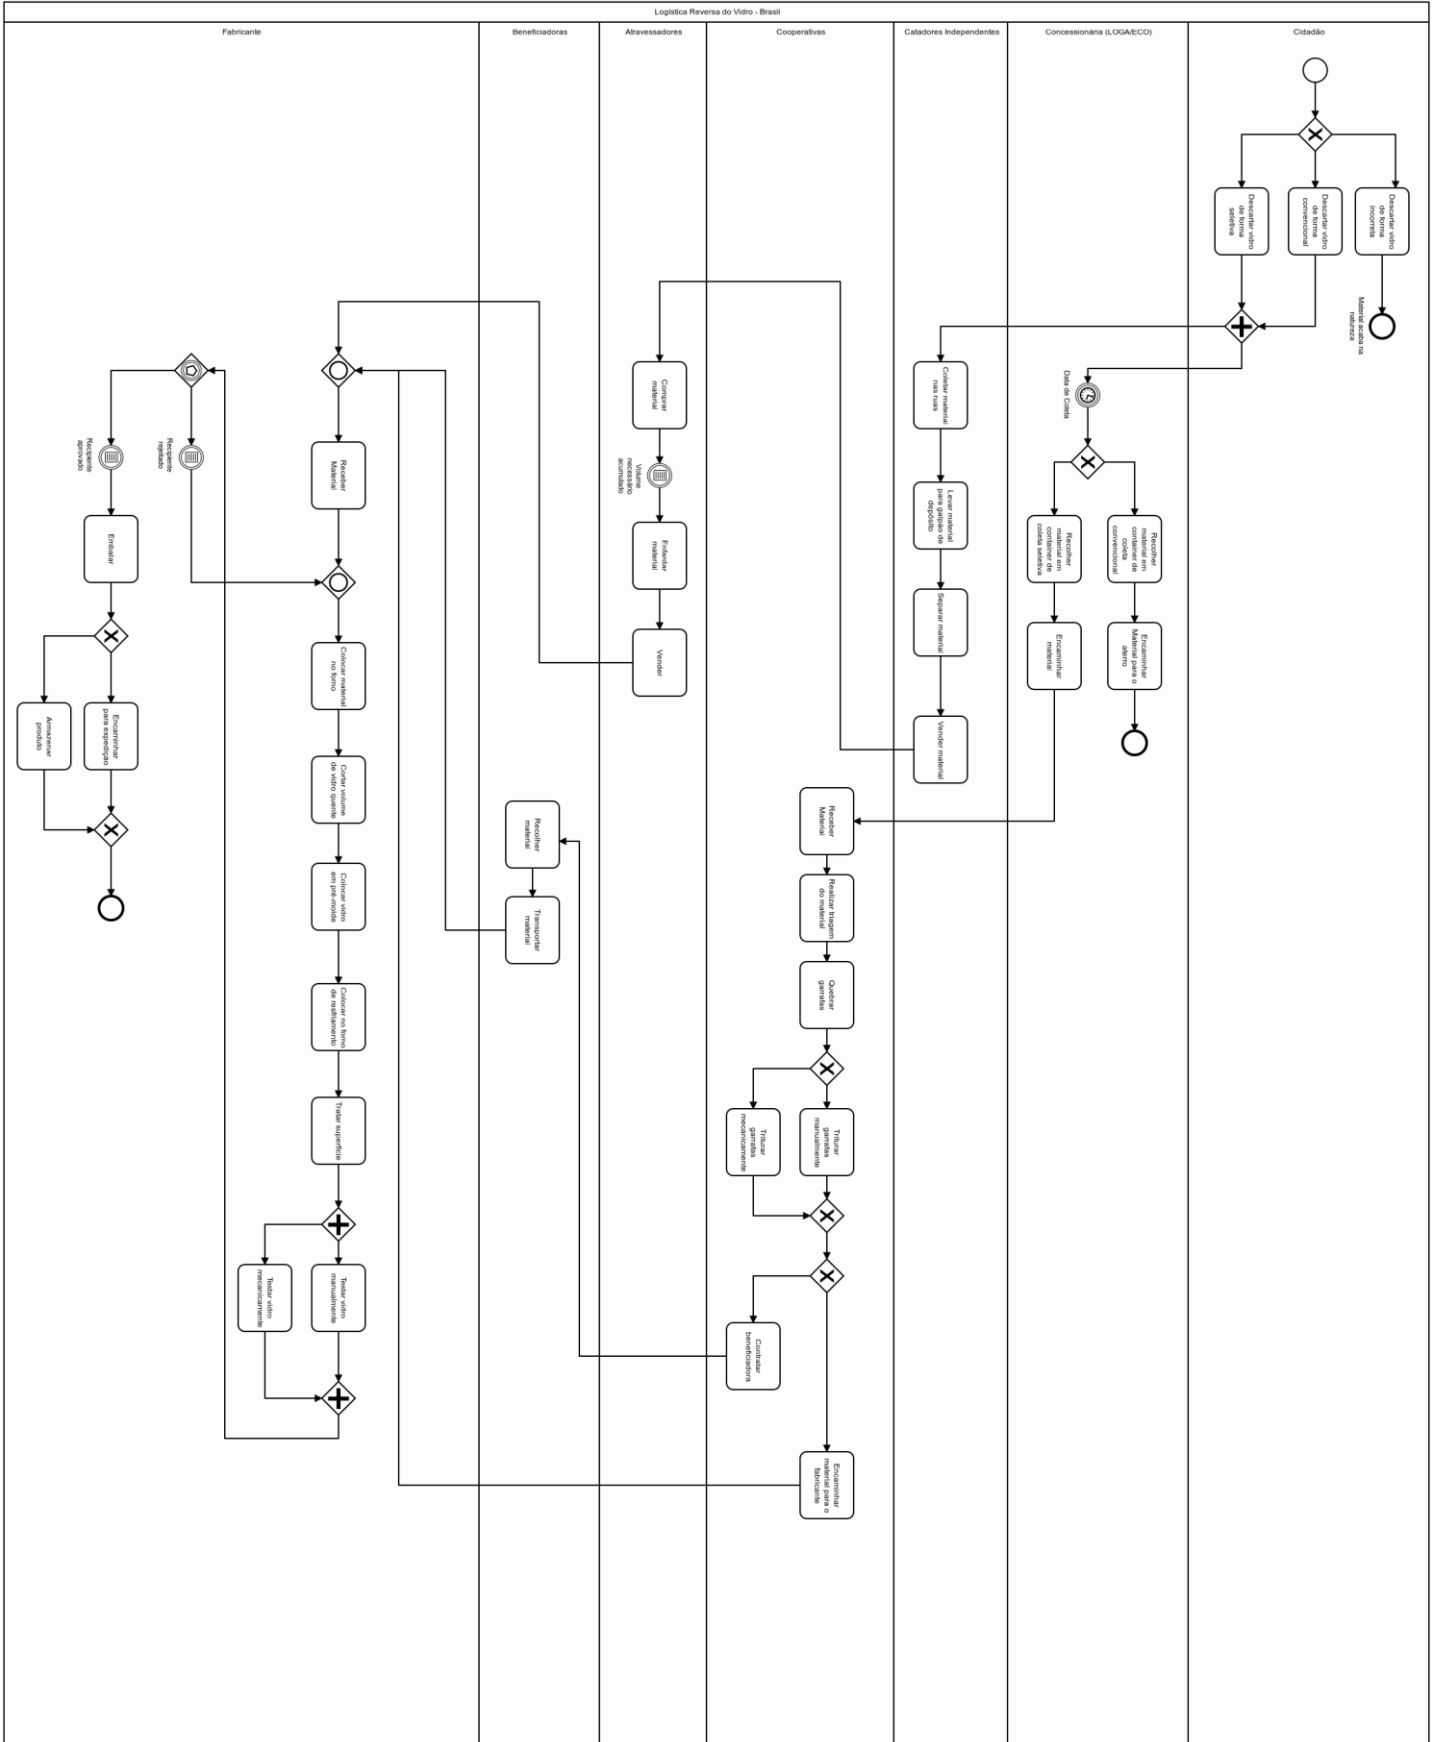 Logística Reversa do Vidro - Brasil
Fabricante
Beneficiadoras
Atravessadores
Cooperativas
Catadores Independentes
Concessionária (LOGA/ECO)
Cidadão
Descartar vidro
de forma
seletiva
Descartar vidro
de forma
convencional
Descartar vidro
de forma
incorreta
Material acaba na
natureza
Data de Coleta
Recolher
material em
container de
coleta seletiva
Recolher
material em
container de
coleta
convencional
Encaminhar
material
Encaminhar
Material para o
aterro
Coletar material
nas ruas
Levar material
para galpão de
depósito
Separar material
Vender material
Comprar
material
Volume
necessário
acumulado
Enfardar
material
Vender
Receber
Material
Realizar triagem
do material
Quebrar
garrafas
Triturar
garrafas
mecanicamente
Triturar
garrafas
manualmente
Contratar
beneficiadora
Encaminhar
material para o
fabricante
Recolher
material
Transportar
material
Receber
Material
Colocar material
no forno
Cortar volume
de vidro quente
Colocar vidro
em pré-molde
Colocar no forno
de resfriamento
Tratar superfície
Testar vidro
mecanicamente
Testar vidro
manualmente
Recipiente
rejeitado
Recipiente
aprovado
Embalar
Encaminhar
para expedição
Armazenar
produto